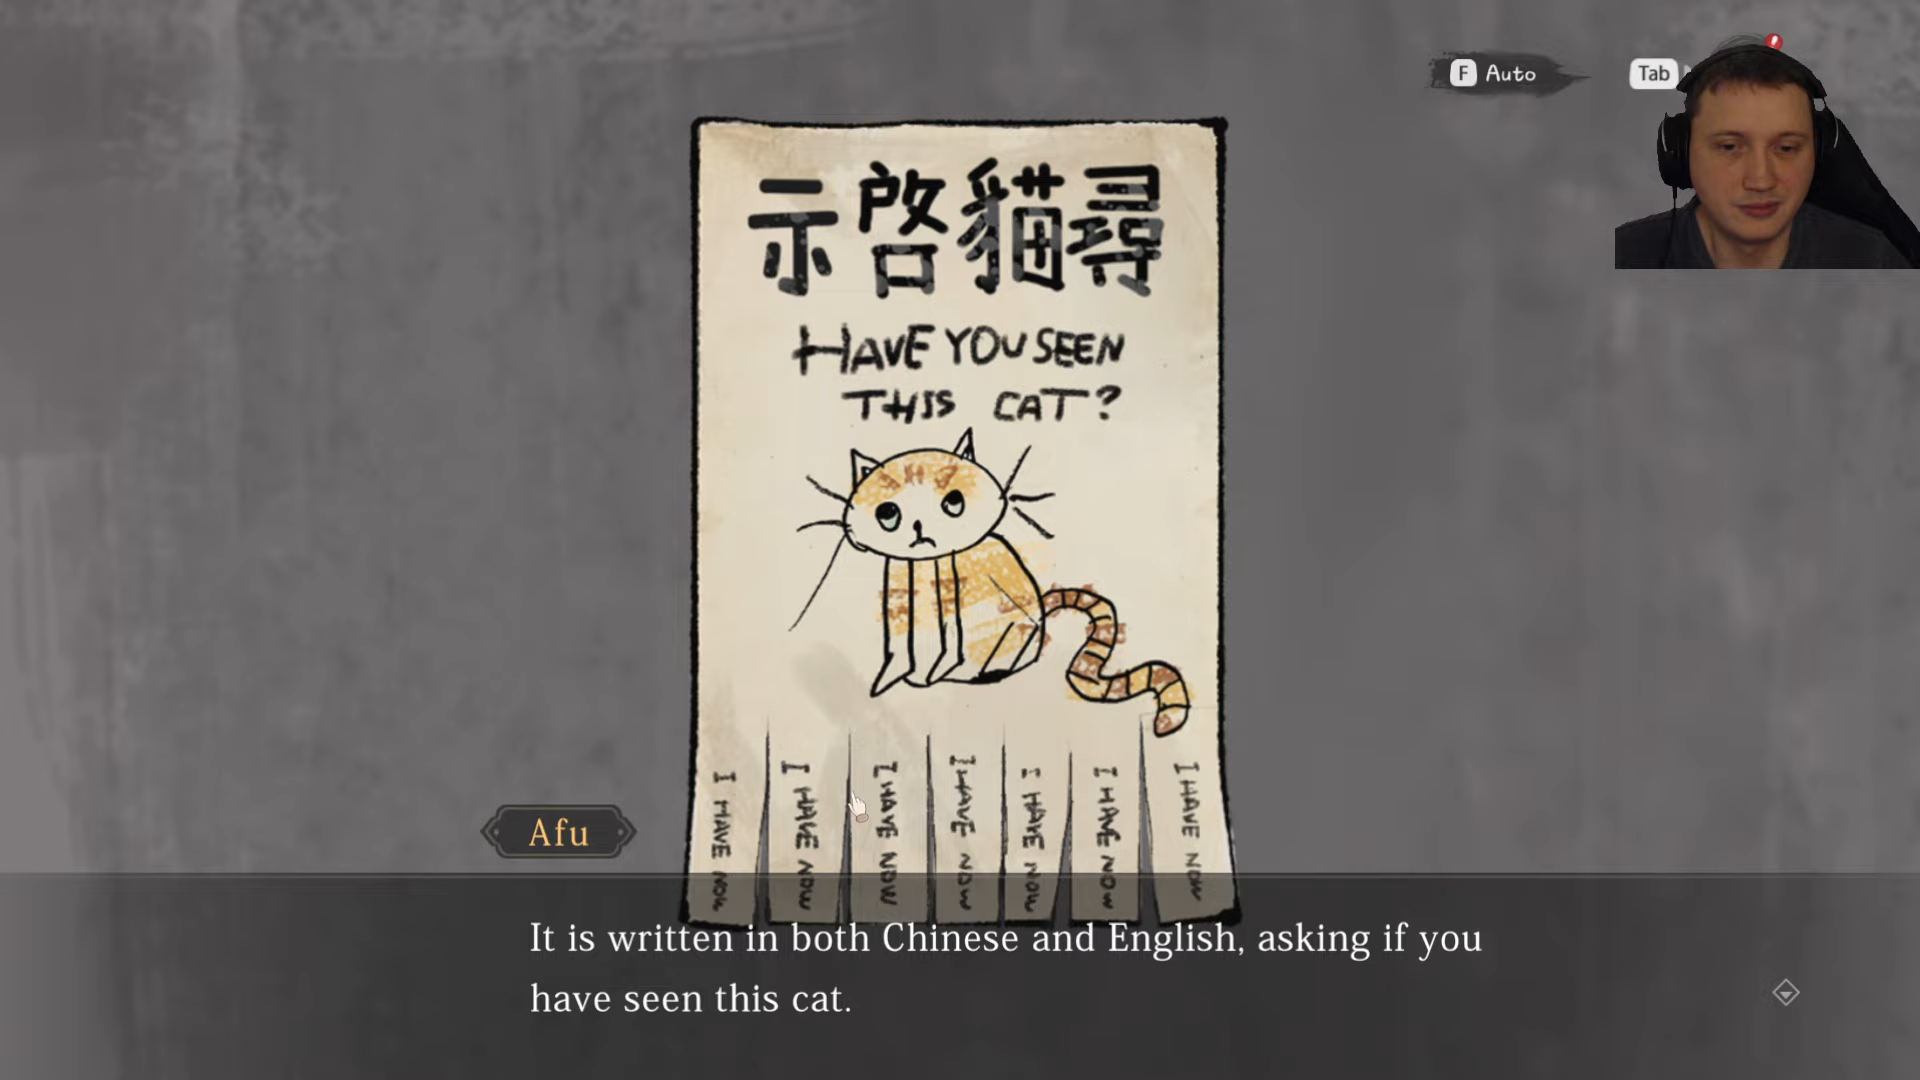 F Auto
Tab
示啓貓尋
HAVE YOU SEEN
THIS CAT?
I HAVE NOW
I HAVE NOW
I HAVE NOW
I HAVE NOW
I HAVE NOW
I HAVE NOW
I HAVE NOW
Afu
It is written in both Chinese and English, asking if you
have seen this cat.